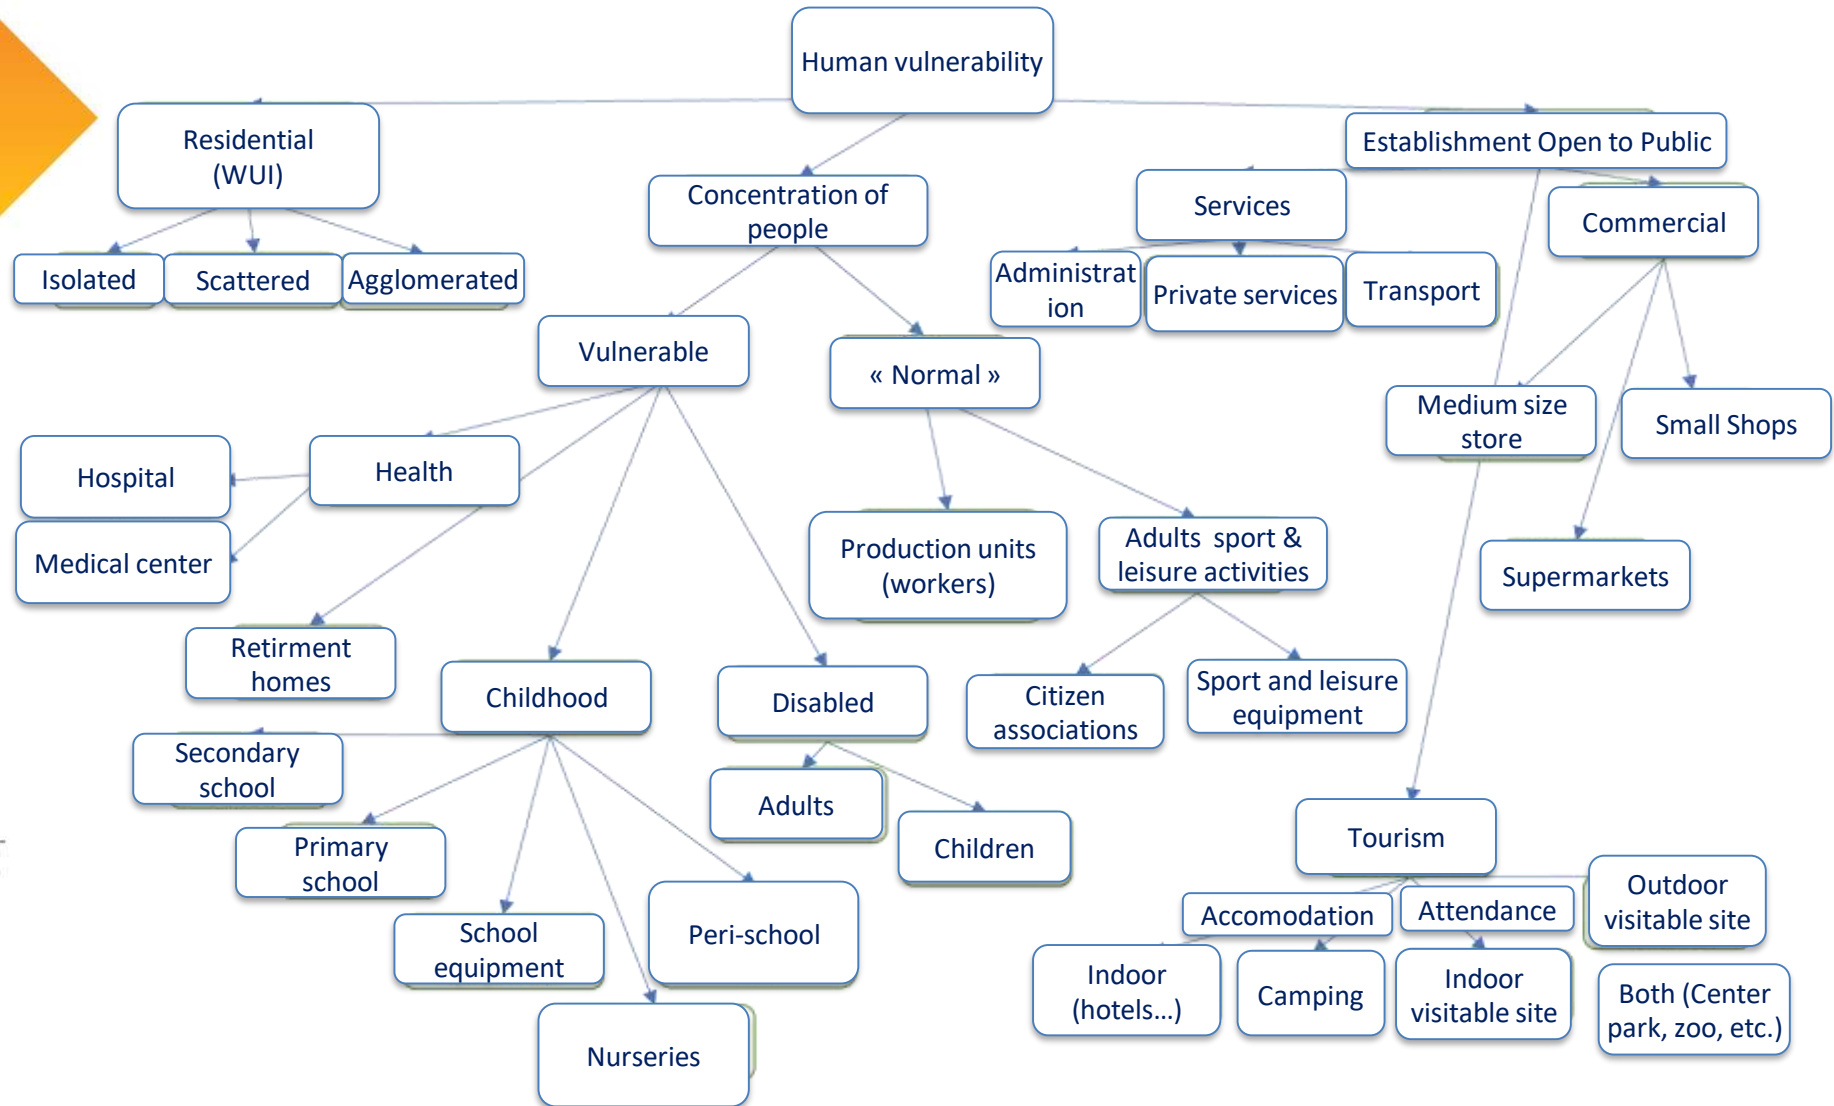 Human vulnerability
Residential
(WUI)
Establishment Open to Public
Concentration of
people
Services
Commercial
Isolated
Scattered
Agglomerated
Administrat
ion
Private services
Transport
Vulnerable
« Normal »
Medium size
store
Small Shops
Hospital
Health
Medical center
Production units
(workers)
Adults sport &
leisure activities
Supermarkets
Retirment
homes
Childhood
Disabled
Citizen
associations
Sport and leisure
equipment
Secondary
school
Adults
Children
Primary
school
Tourism
School
equipment
Peri-school
Accomodation
Attendance
Outdoor
visitable site
Nurseries
Indoor
(hotels...)
Camping
Indoor
visitable site
Both (Center
park, zoo, etc.)